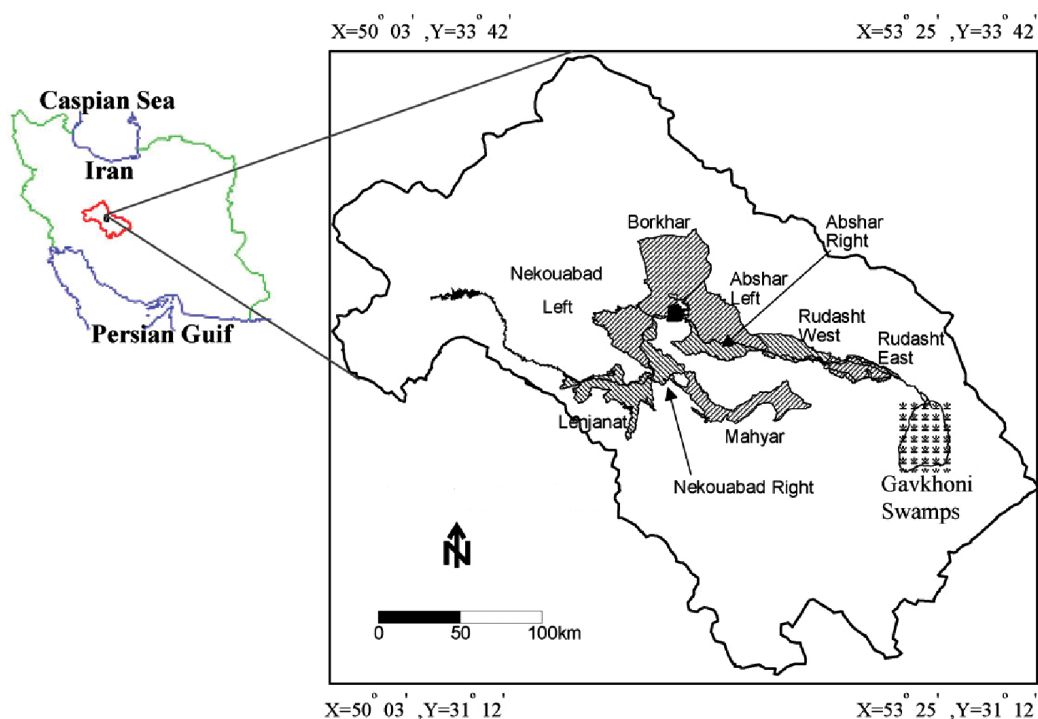 X=50° 03' ,Y=33° 42'
X=53° 25' ,Y=33° 42'
Caspian Sea
Iran
Persian Guif
Borkhar
Abshar
Right
Nekouabad
Left
Abshar
Left
Rudasht
West
Rudasht
East
Lenjanat
Mahyar
Nekouabad Right
Gavkhoni
Swamps
N
0 50 100km
X=50° 03' ,Y=31° 12'
X=53° 25' ,Y=31° 12'